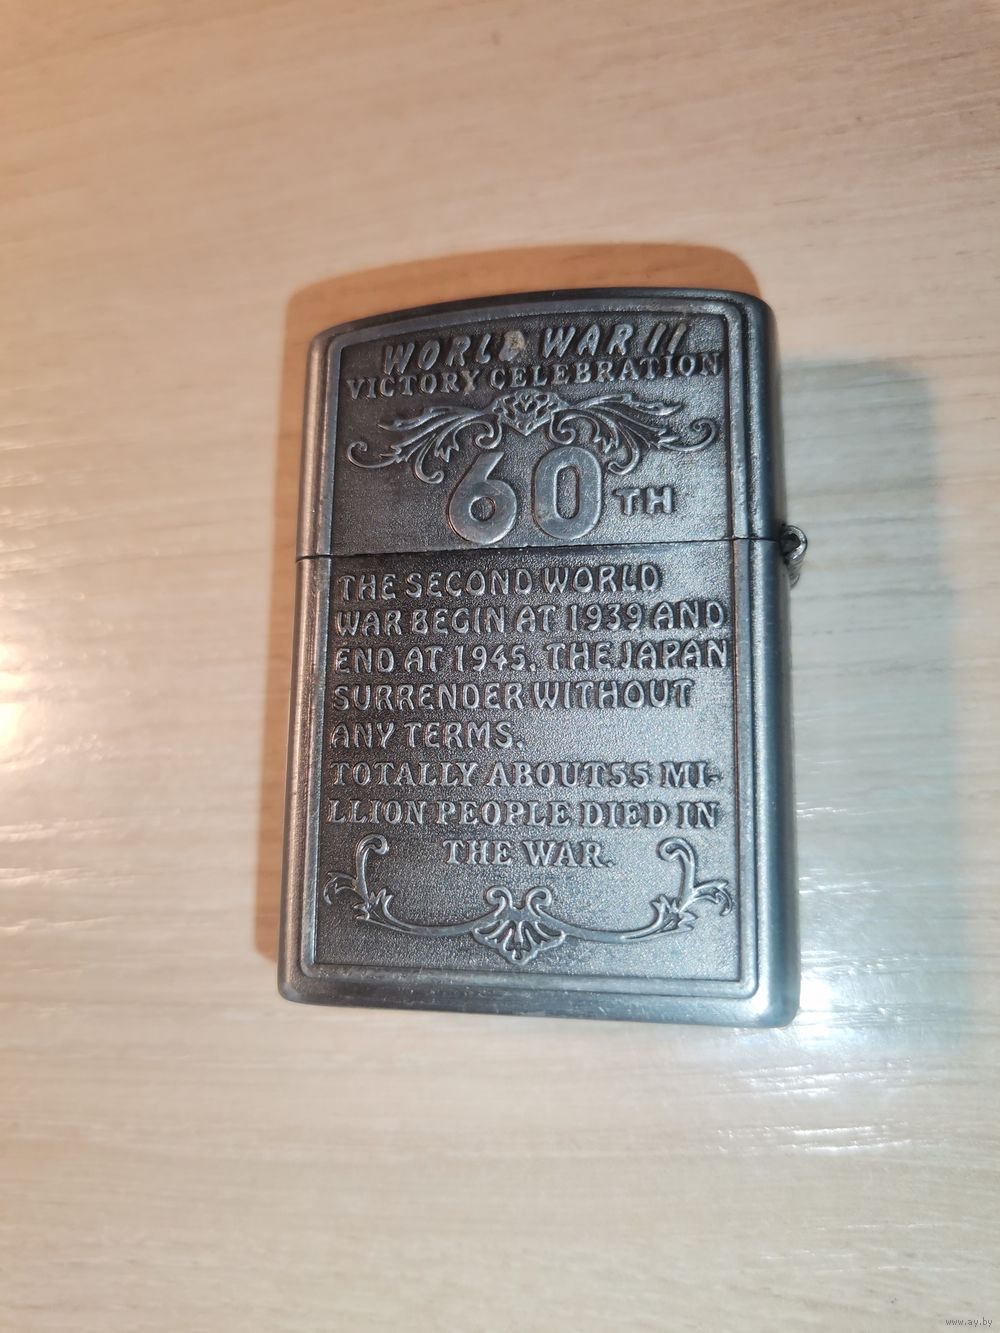 WORLD WAR II
VICTORY CELEBRATION
60TH
THE SECOND WORLD
WAR BEGIN AT 1939 AND
END AT 1945. THE JAPAN
SURRENDER WITHOUT
ANY TERMS.
TOTALLY ABOUT 55 MI-
LLION PEOPLE DIED IN
THE WAR.
www.ay.by